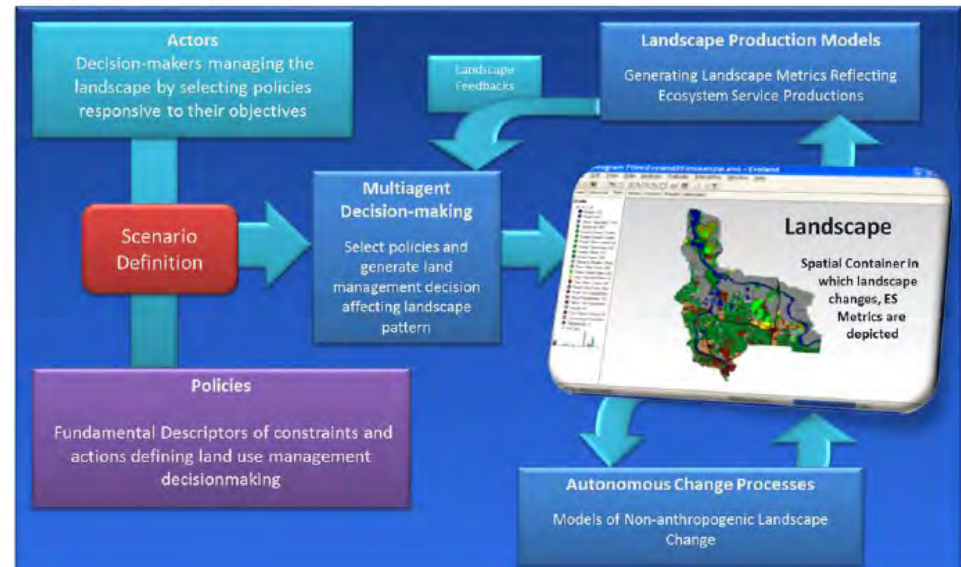 Actors
Decision-makers managing the
landscape by selecting policies
responsive to their objectives
Landscape
Feedbacks
Landscape Production Models
Generating Landscape Metrics Reflecting
Ecosystem Service Productions
Scenario
Definition
Multiagent
Decision-making
Select policies and
generate land
management decision
affecting landscape
pattern
Landscape
Spatial Container in
which landscape
changes, ES
Metrics are
depicted
Policies
Fundamental Descriptors of constraints and
actions defining land use management
decisionmaking
Autonomous Change Processes
Models of Non-anthropogenic Landscape
Change